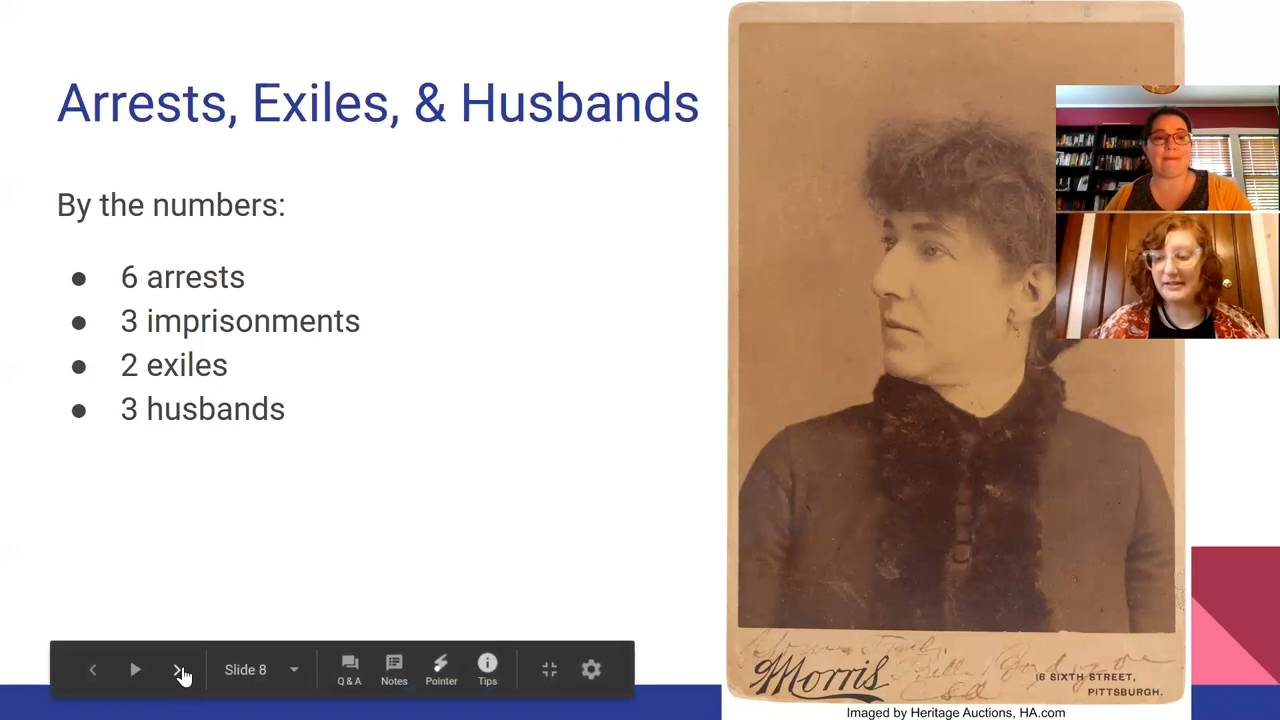 Arrests, Exiles, & Husbands
By the numbers:
● 6 arrests
● 3 imprisonments
● 2 exiles
● 3 husbands
Morris
16 SIXTH STREET,
PITTSBURGH.
Imaged by Heritage Auctions, HA.com
Slide 8
Q & A
Notes
Pointer
Tips